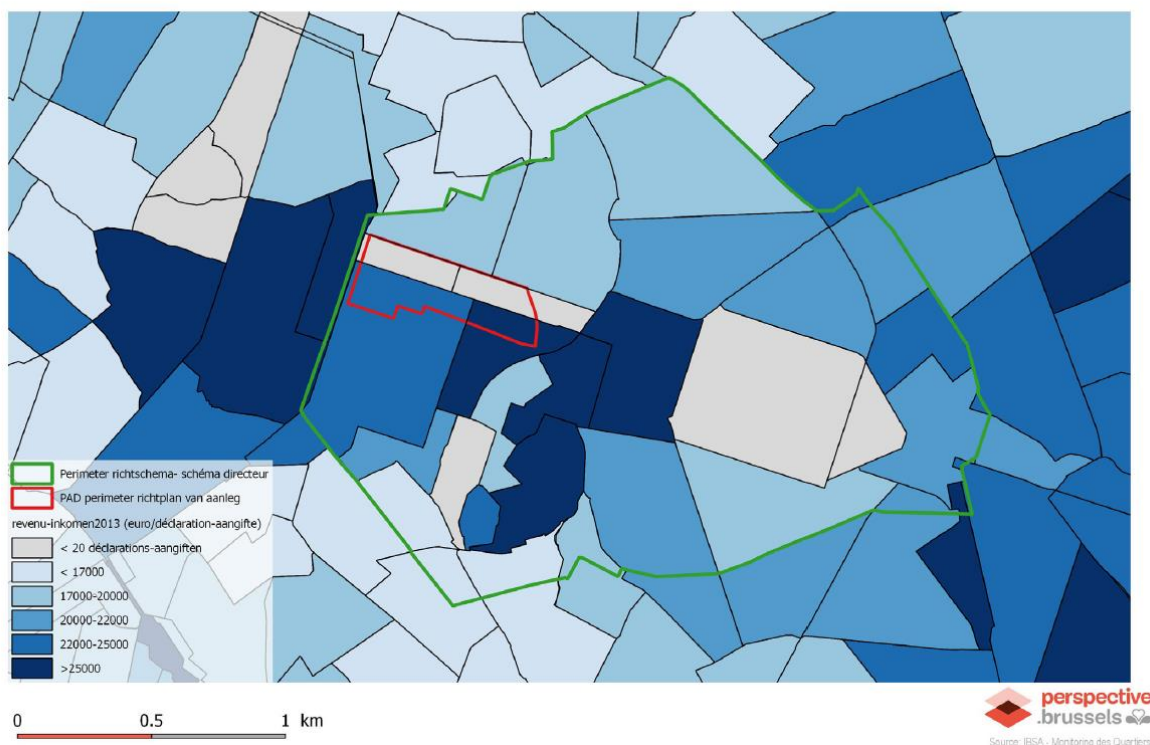 Perimeter richtschema- schéma directeur
PAD perimeter richtplan van aanleg
revenu-inkomen2013 (euro/déclaration-aangifte)
< 20 déclarations-aangiften
< 17000
17000-20000
20000-22000
22000-25000
>25000
0 0.5 1 km
perspective
.brussels
Source: IBSA - Monitoring des Quartiers